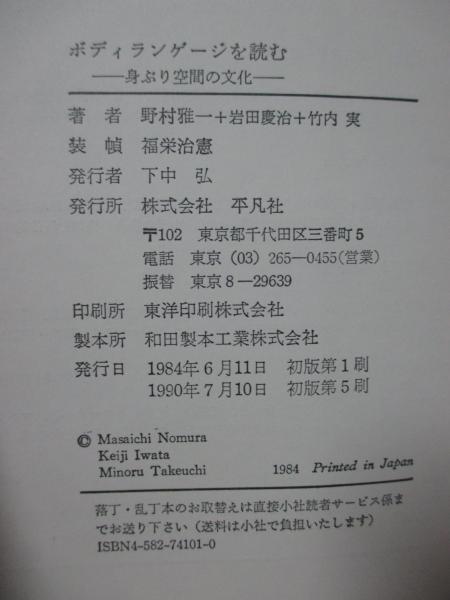 ボディランゲージを読む
――身ぶり空間の文化――
著者 野村雅一+岩田慶治+竹内 実
装幀 福栄治憲
発行者 下中 弘
発行所 株式会社 平凡社
〒102 東京都千代田区三番町5
電話 東京(03)265―0455(営業)
振替 東京8―29639
印刷所 東洋印刷株式会社
製本所 和田製本工業株式会社
発行日 1984年6月11日 初版第1刷
1990年7月10日 初版第5刷
© Masaichi Nomura
Keiji Iwata
Minoru Takeuchi 1984 Printed in Japan
落丁・乱丁本のお取替えは直接小社読者サービス係ま
でお送り下さい(送料は小社で負担いたします)
ISBN4-582-74101-0